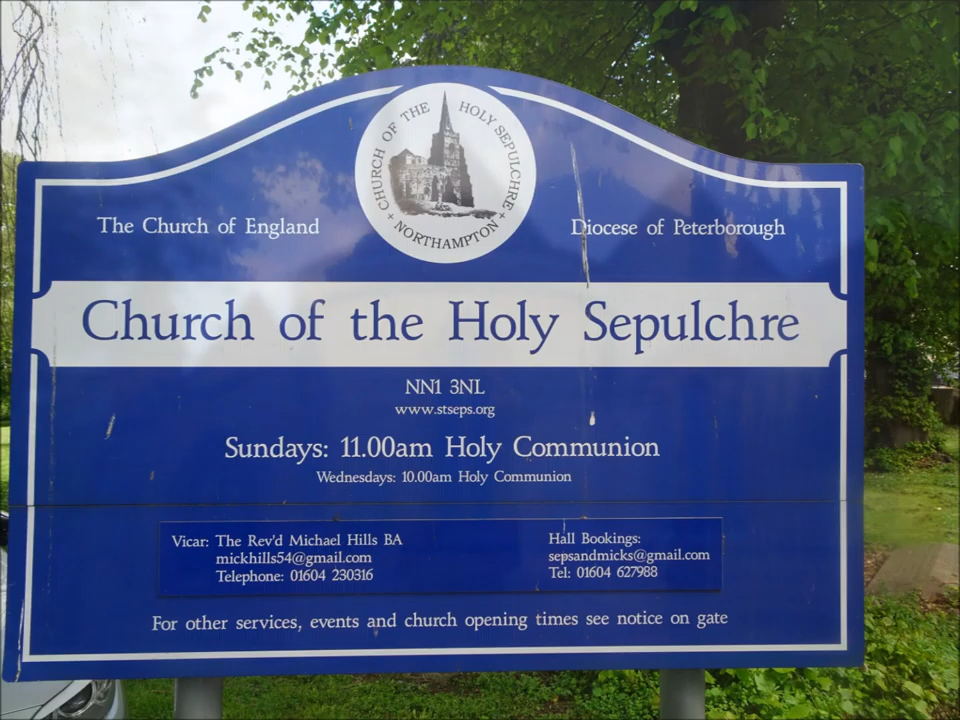 CHURCH OF THE HOLY SEPULCHRE
+ NORTHAMPTON +
The Church of England
Diocese of Peterborough
Church of the Holy Sepulchre
NN1 3NL
www.stseps.org
Sundays: 11.00am Holy Communion
Wednesdays: 10.00am Holy Communion
Vicar: The Rev'd Michael Hills BA
mickhills54@gmail.com
Telephone: 01604 230316
Hall Bookings:
sepsandmicks@gmail.com
Tel: 01604 627988
For other services, events and church opening times see notice on gate